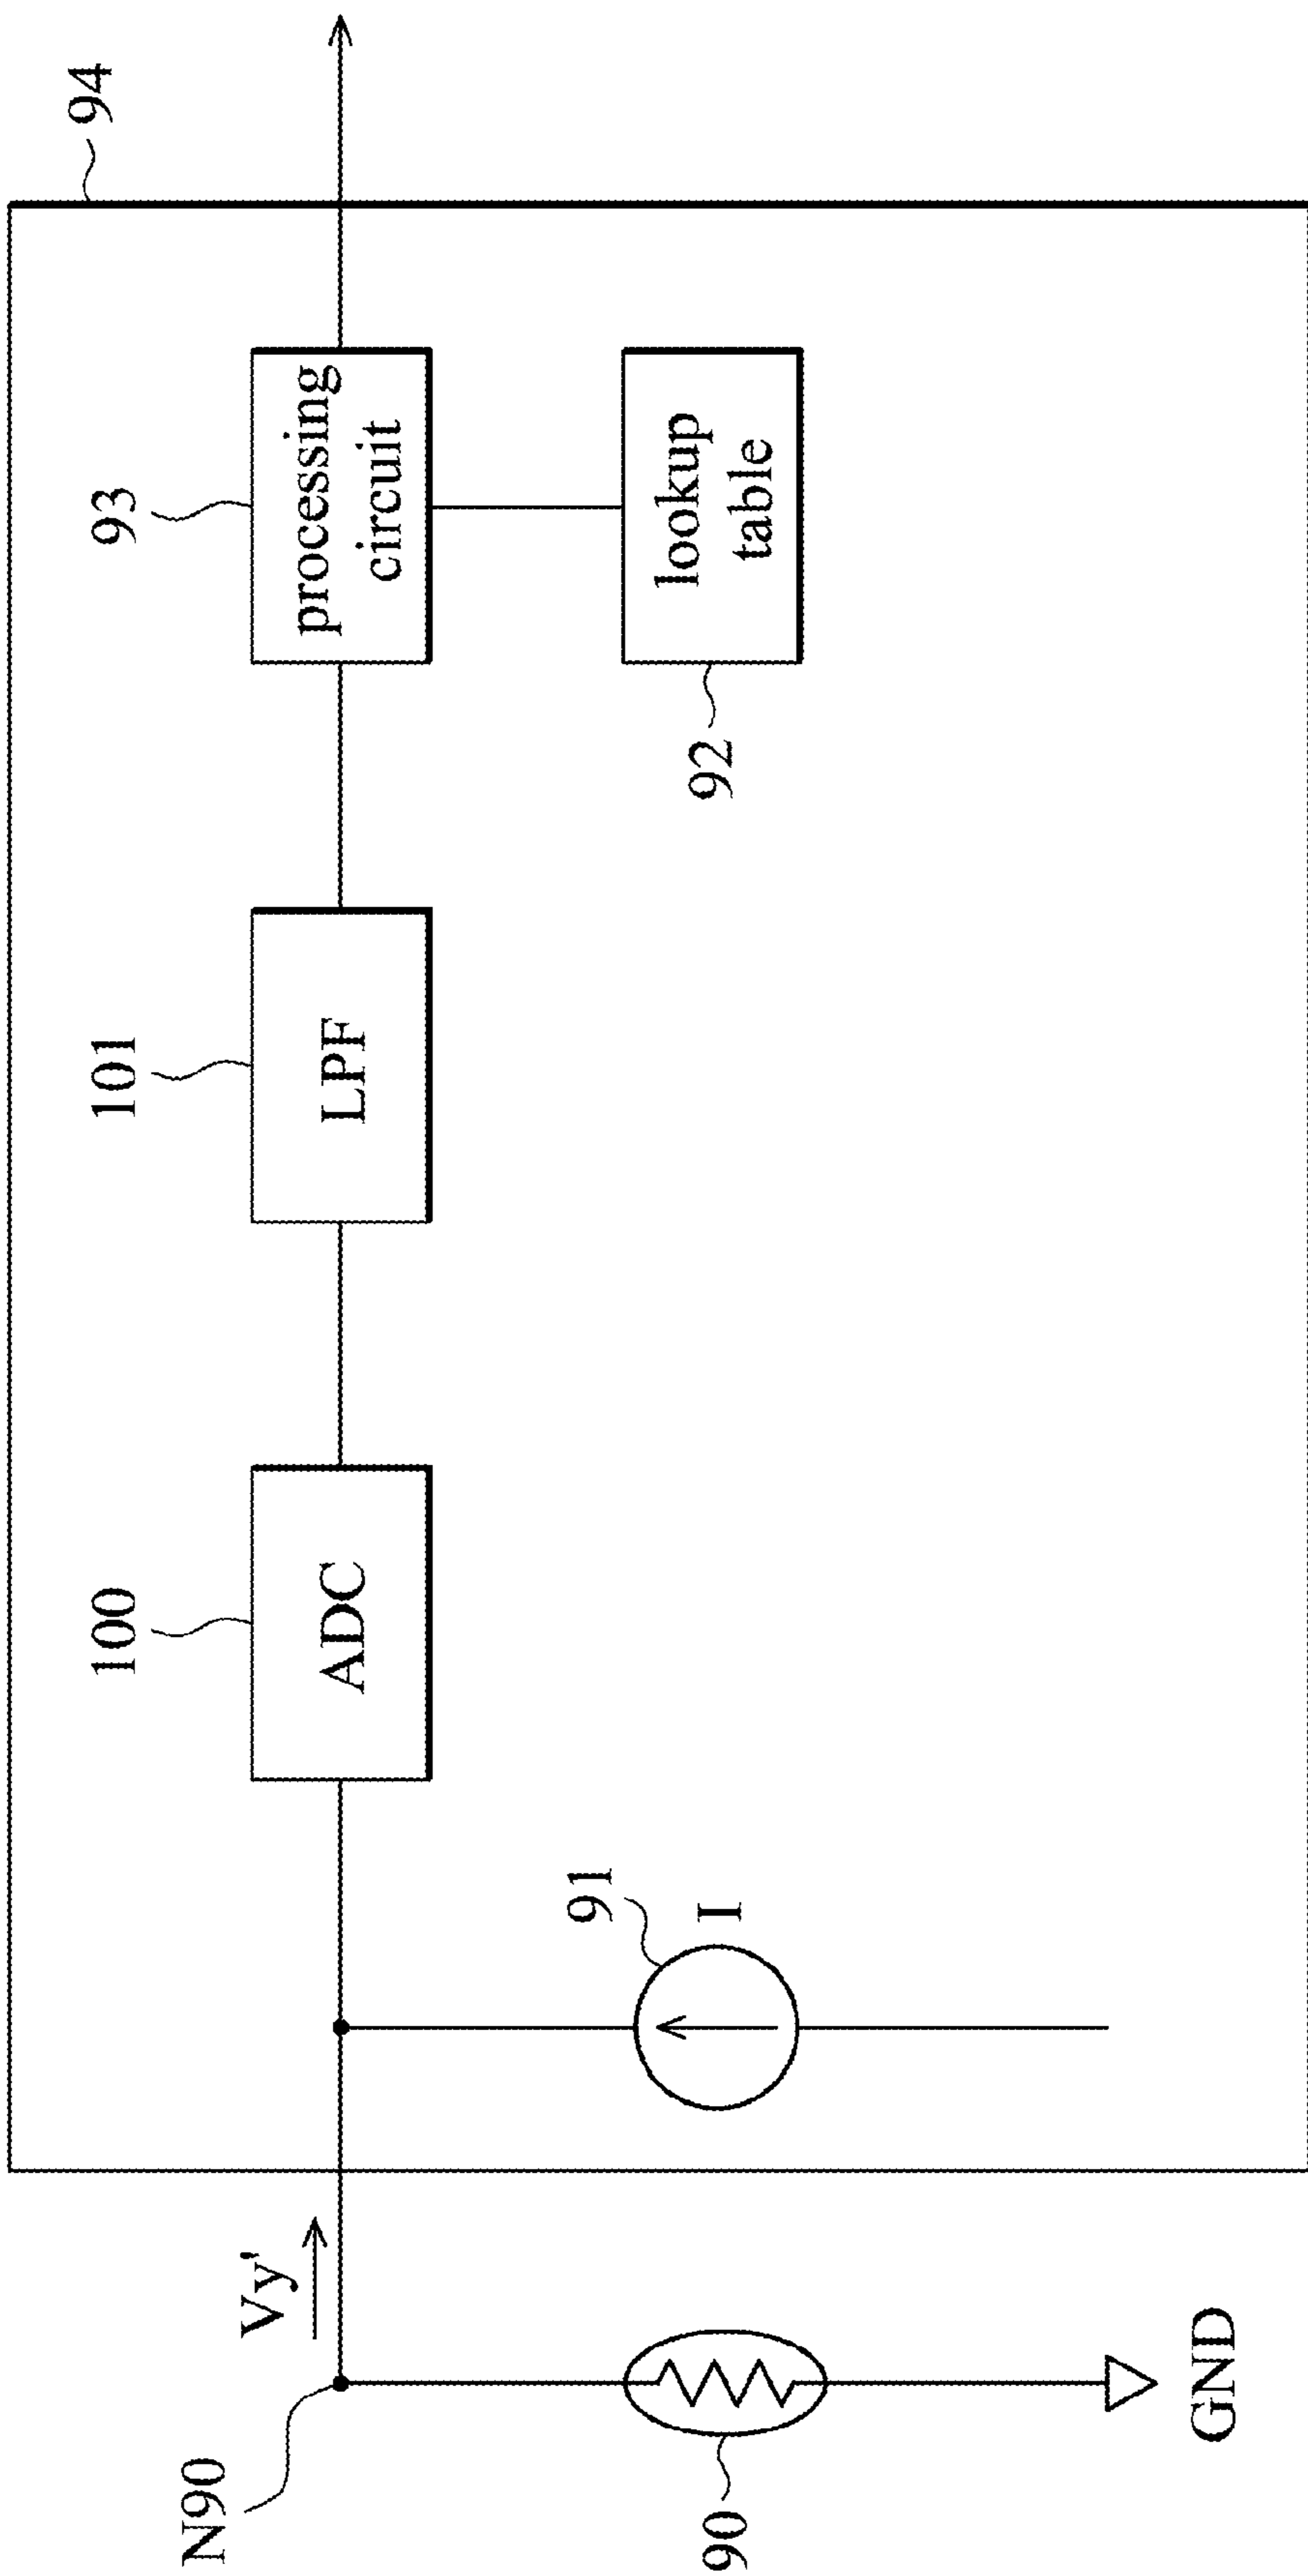 94
93
processing
circuit
lookup
table
92
101
LPF
100
ADC
91
I
Vy'
N90
90
GND